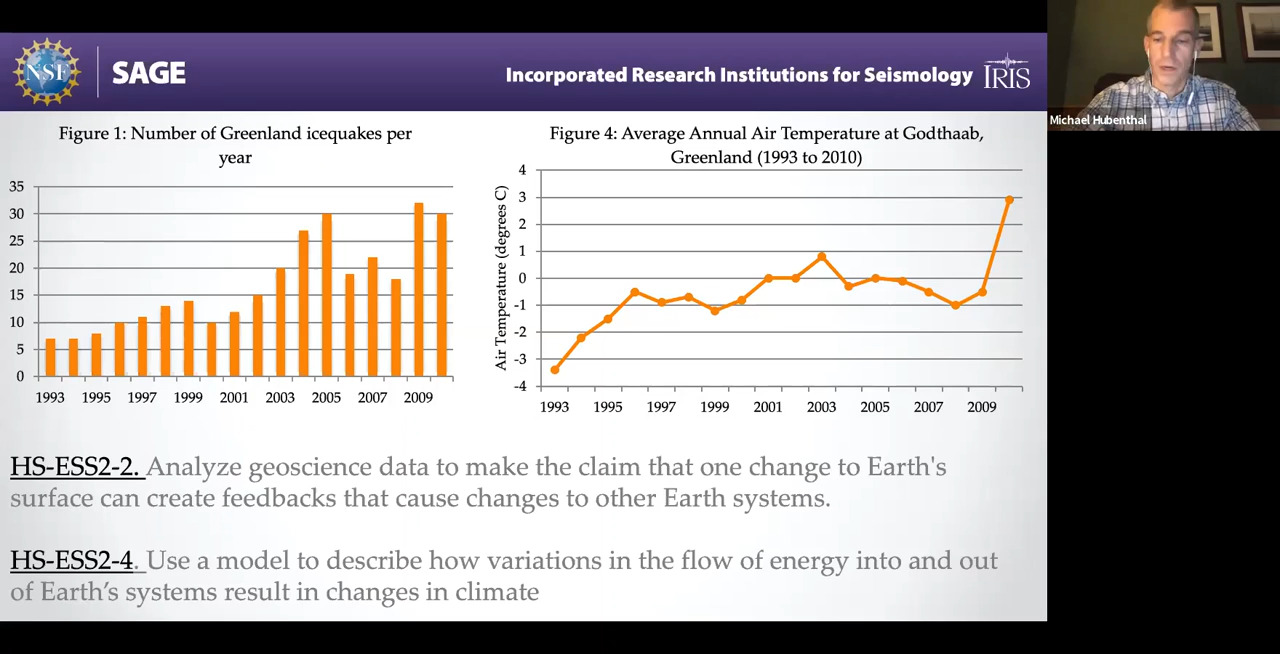 NSF
SAGE
Incorporated Research Institutions for Seismology
IRIS
Michael Hubenthal
Figure 1: Number of Greenland icequakes per
year
35
30
25
20
15
10
5
0
1993 1995 1997 1999 2001 2003 2005 2007 2009
Figure 4: Average Annual Air Temperature at Godthaab,
Greenland (1993 to 2010)
Air Temperature (degrees C)
4
3
2
1
0
-1
-2
-3
-4
1993 1995 1997 1999 2001 2003 2005 2007 2009
HS-ESS2-2. Analyze geoscience data to make the claim that one change to Earth's
surface can create feedbacks that cause changes to other Earth systems.
HS-ESS2-4. Use a model to describe how variations in the flow of energy into and out
of Earth’s systems result in changes in climate